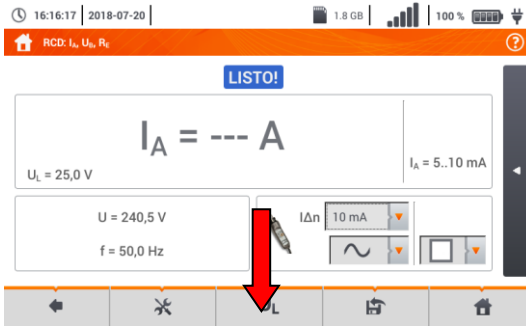 16:16:17 2018-07-20 1.8 GB 100 %
RCD: IA, UB, RE
?
LISTO!
IA = --- A
UL = 25,0 V
IA = 5..10 mA
U = 240,5 V
f = 50,0 Hz
IΔn 10 mA